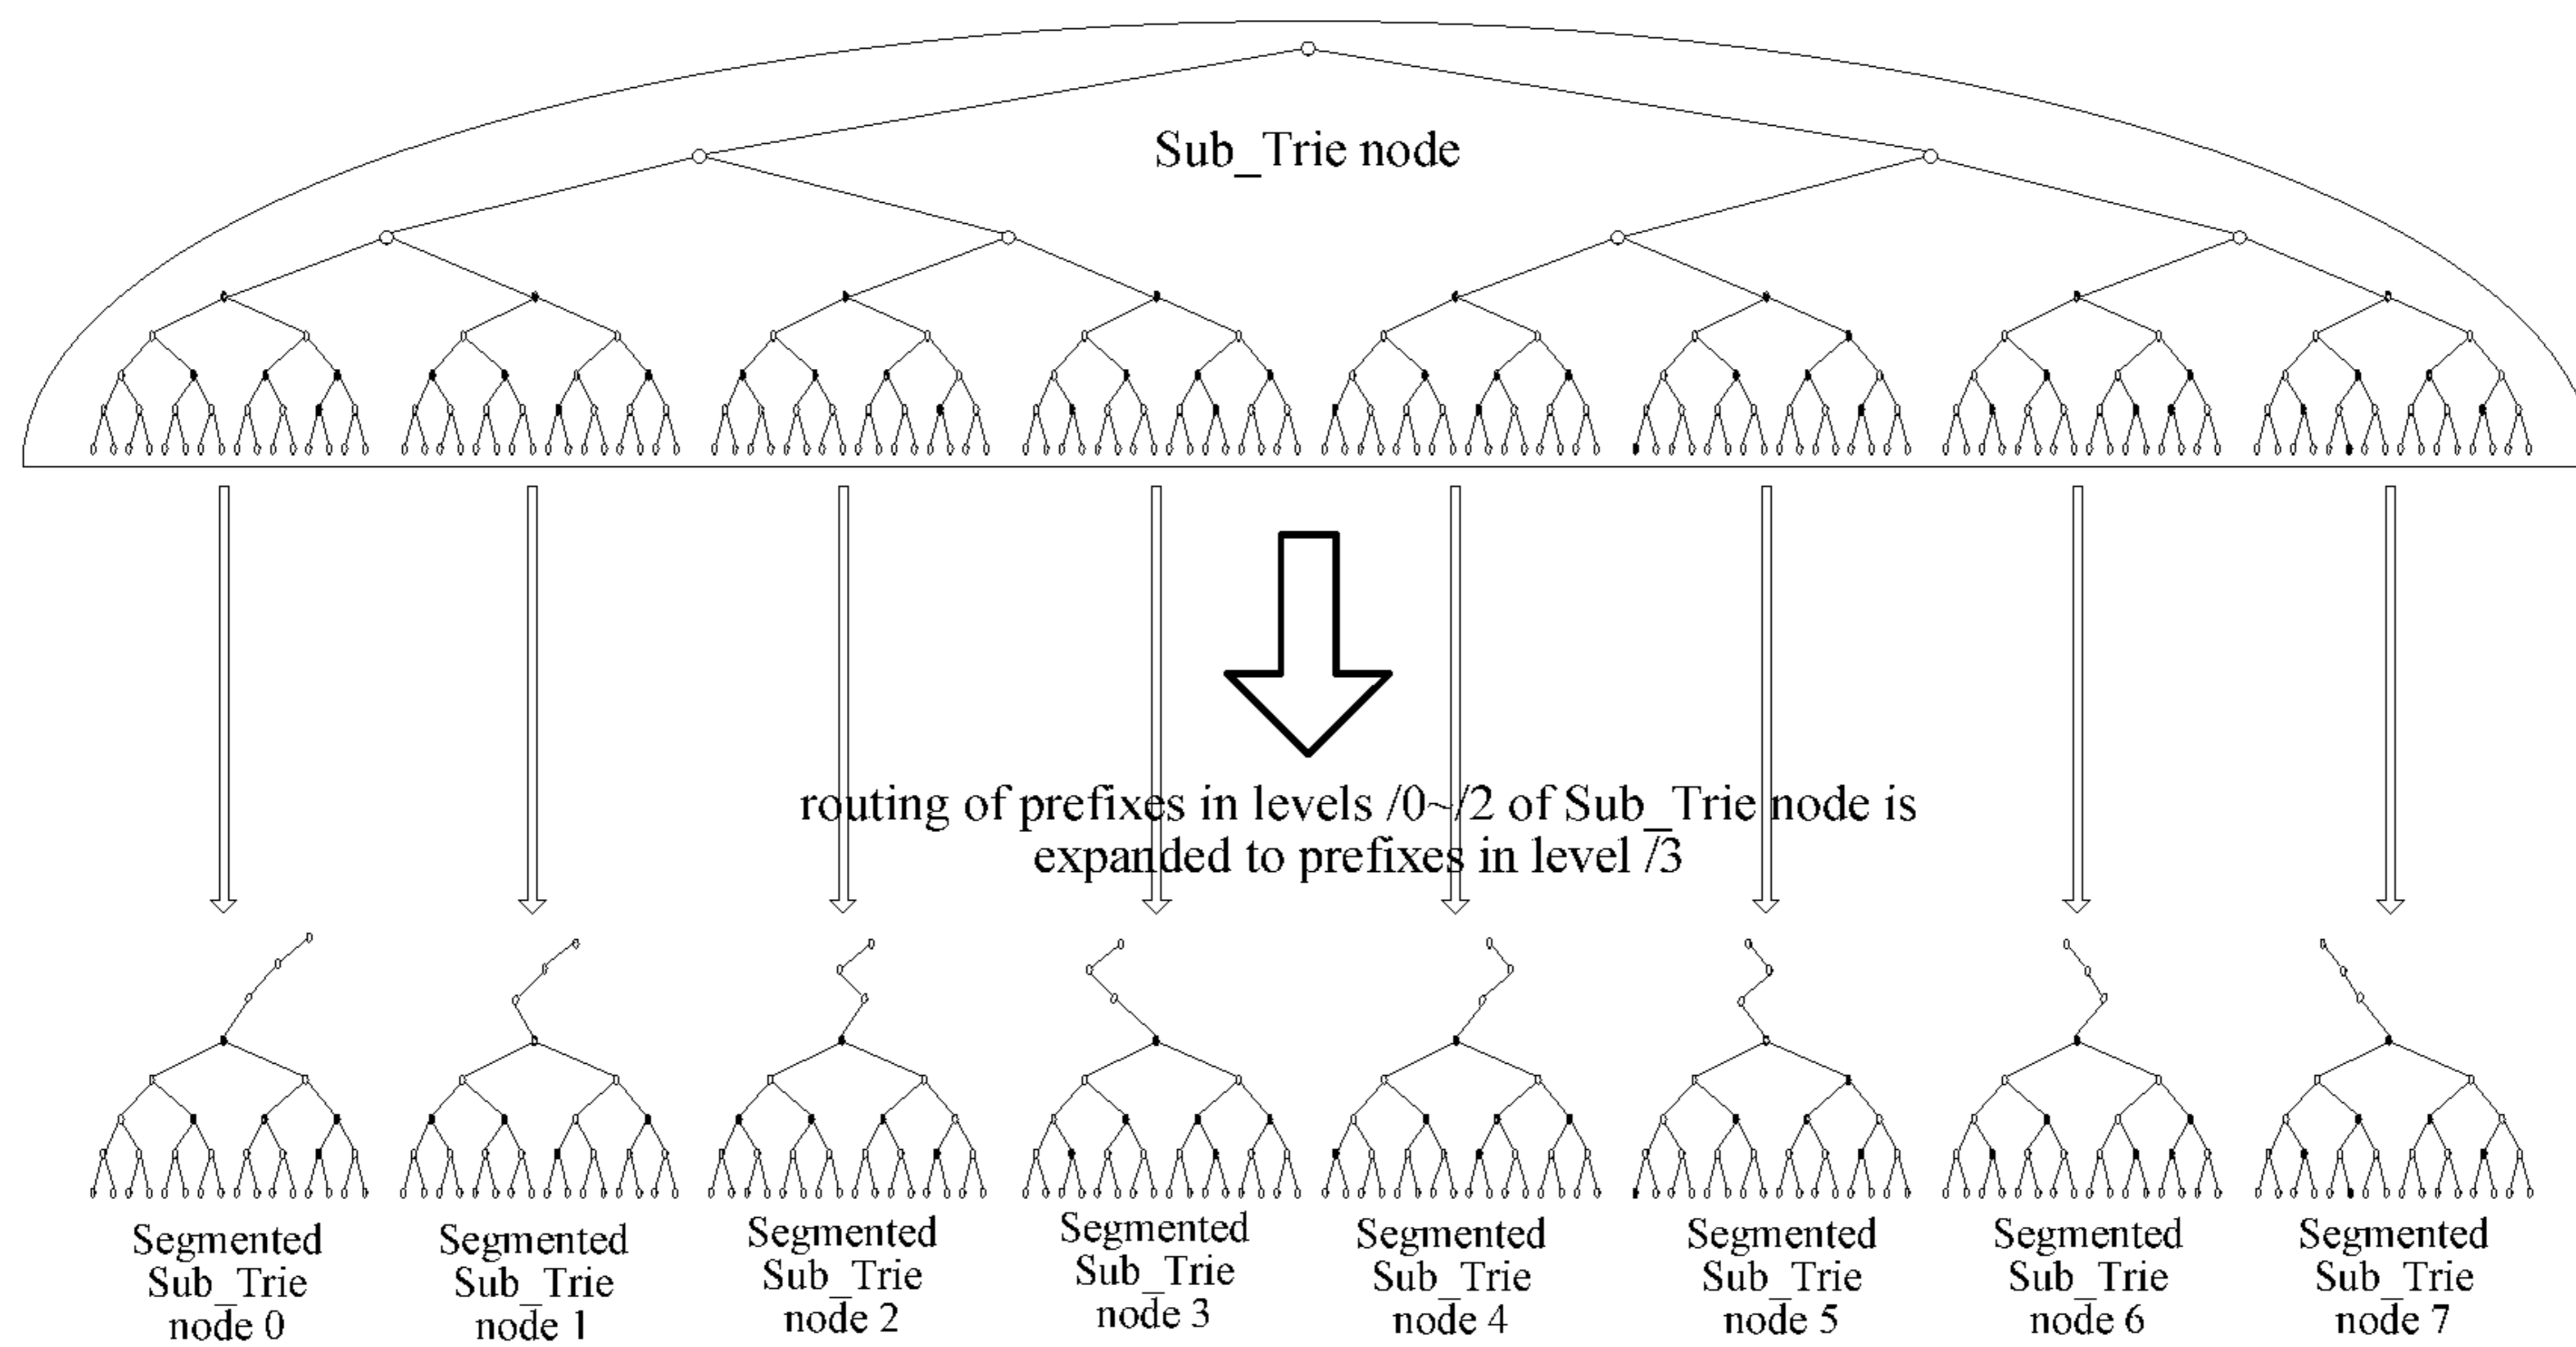 Sub_Trie node
routing of prefixes in levels /0~/2 of Sub_Trie node is
expanded to prefixes in level /3
Segmented
Sub_Trie
node 0
Segmented
Sub_Trie
node 1
Segmented
Sub_Trie
node 2
Segmented
Sub_Trie
node 3
Segmented
Sub_Trie
node 4
Segmented
Sub_Trie
node 5
Segmented
Sub_Trie
node 6
Segmented
Sub_Trie
node 7